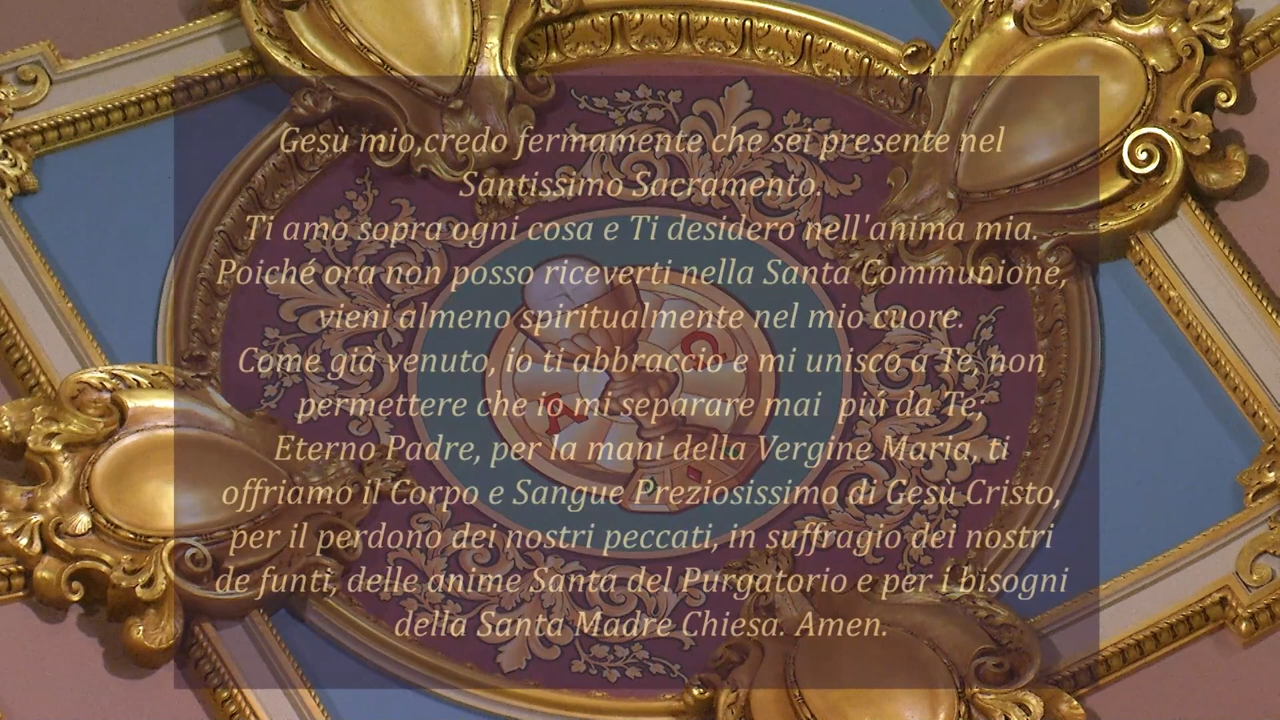 Gesù mio,credo fermamente che sei presente nel
Santissimo Sacramento.
Ti amo sopra ogni cosa e Ti desidero nell'anima mia.
Poiché ora non posso riceverti nella Santa Communione,
vieni almeno spiritualmente nel mio cuore.
Come già venuto, io ti abbraccio e mi unisco a Te, non
permettere che io mi separare mai  piú da Te;
Eterno Padre, per la mani della Vergine Maria, ti
offriamo il Corpo e Sangue Preziosissimo di Gesù Cristo,
per il perdono dei nostri peccati, in suffragio dei nostri
de funti, delle anime Santa del Purgatorio e per i bisogni
della Santa Madre Chiesa. Amen.